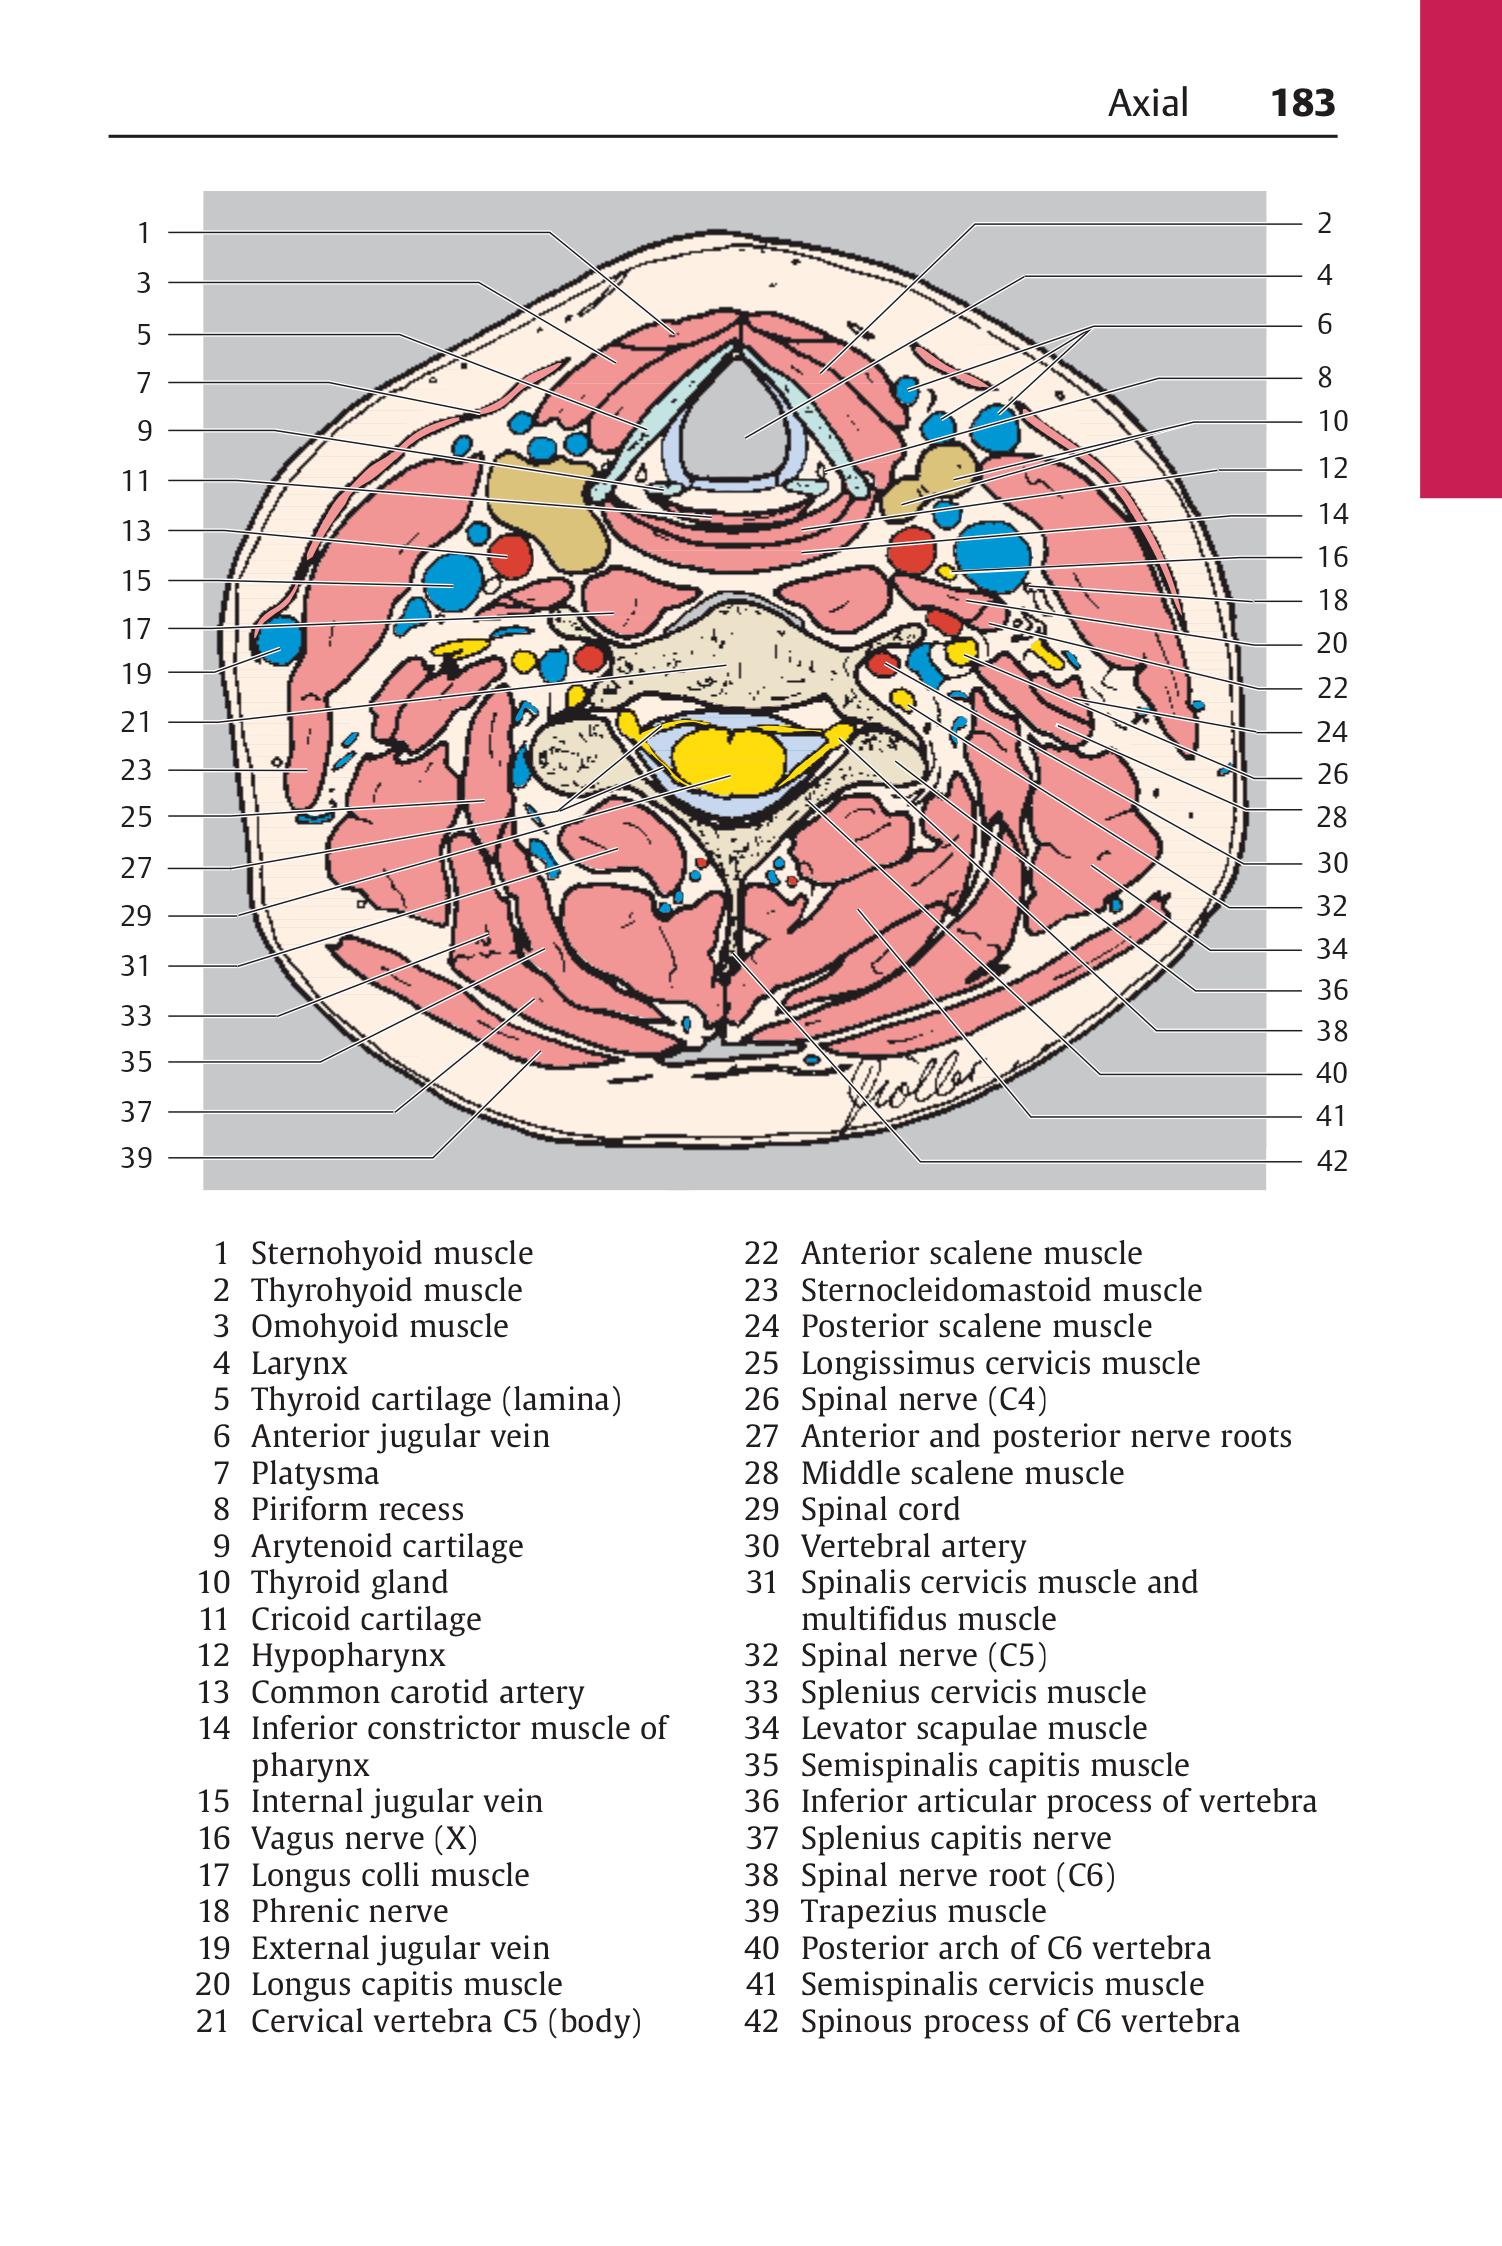 Axial 183
1
3
5
7
9
11
13
15
17
19
21
23
25
27
29
31
33
35
37
39
2
4
6
8
10
12
14
16
18
20
22
24
26
28
30
32
34
36
38
40
41
42
1 Sternohyoid muscle
2 Thyrohyoid muscle
3 Omohyoid muscle
4 Larynx
5 Thyroid cartilage (lamina)
6 Anterior jugular vein
7 Platysma
8 Piriform recess
9 Arytenoid cartilage
10 Thyroid gland
11 Cricoid cartilage
12 Hypopharynx
13 Common carotid artery
14 Inferior constrictor muscle of
pharynx
15 Internal jugular vein
16 Vagus nerve (X)
17 Longus colli muscle
18 Phrenic nerve
19 External jugular vein
20 Longus capitis muscle
21 Cervical vertebra C5 (body)
22 Anterior scalene muscle
23 Sternocleidomastoid muscle
24 Posterior scalene muscle
25 Longissimus cervicis muscle
26 Spinal nerve (C4)
27 Anterior and posterior nerve roots
28 Middle scalene muscle
29 Spinal cord
30 Vertebral artery
31 Spinalis cervicis muscle and
multifidus muscle
32 Spinal nerve (C5)
33 Splenius cervicis muscle
34 Levator scapulae muscle
35 Semispinalis capitis muscle
36 Inferior articular process of vertebra
37 Splenius capitis nerve
38 Spinal nerve root (C6)
39 Trapezius muscle
40 Posterior arch of C6 vertebra
41 Semispinalis cervicis muscle
42 Spinous process of C6 vertebra